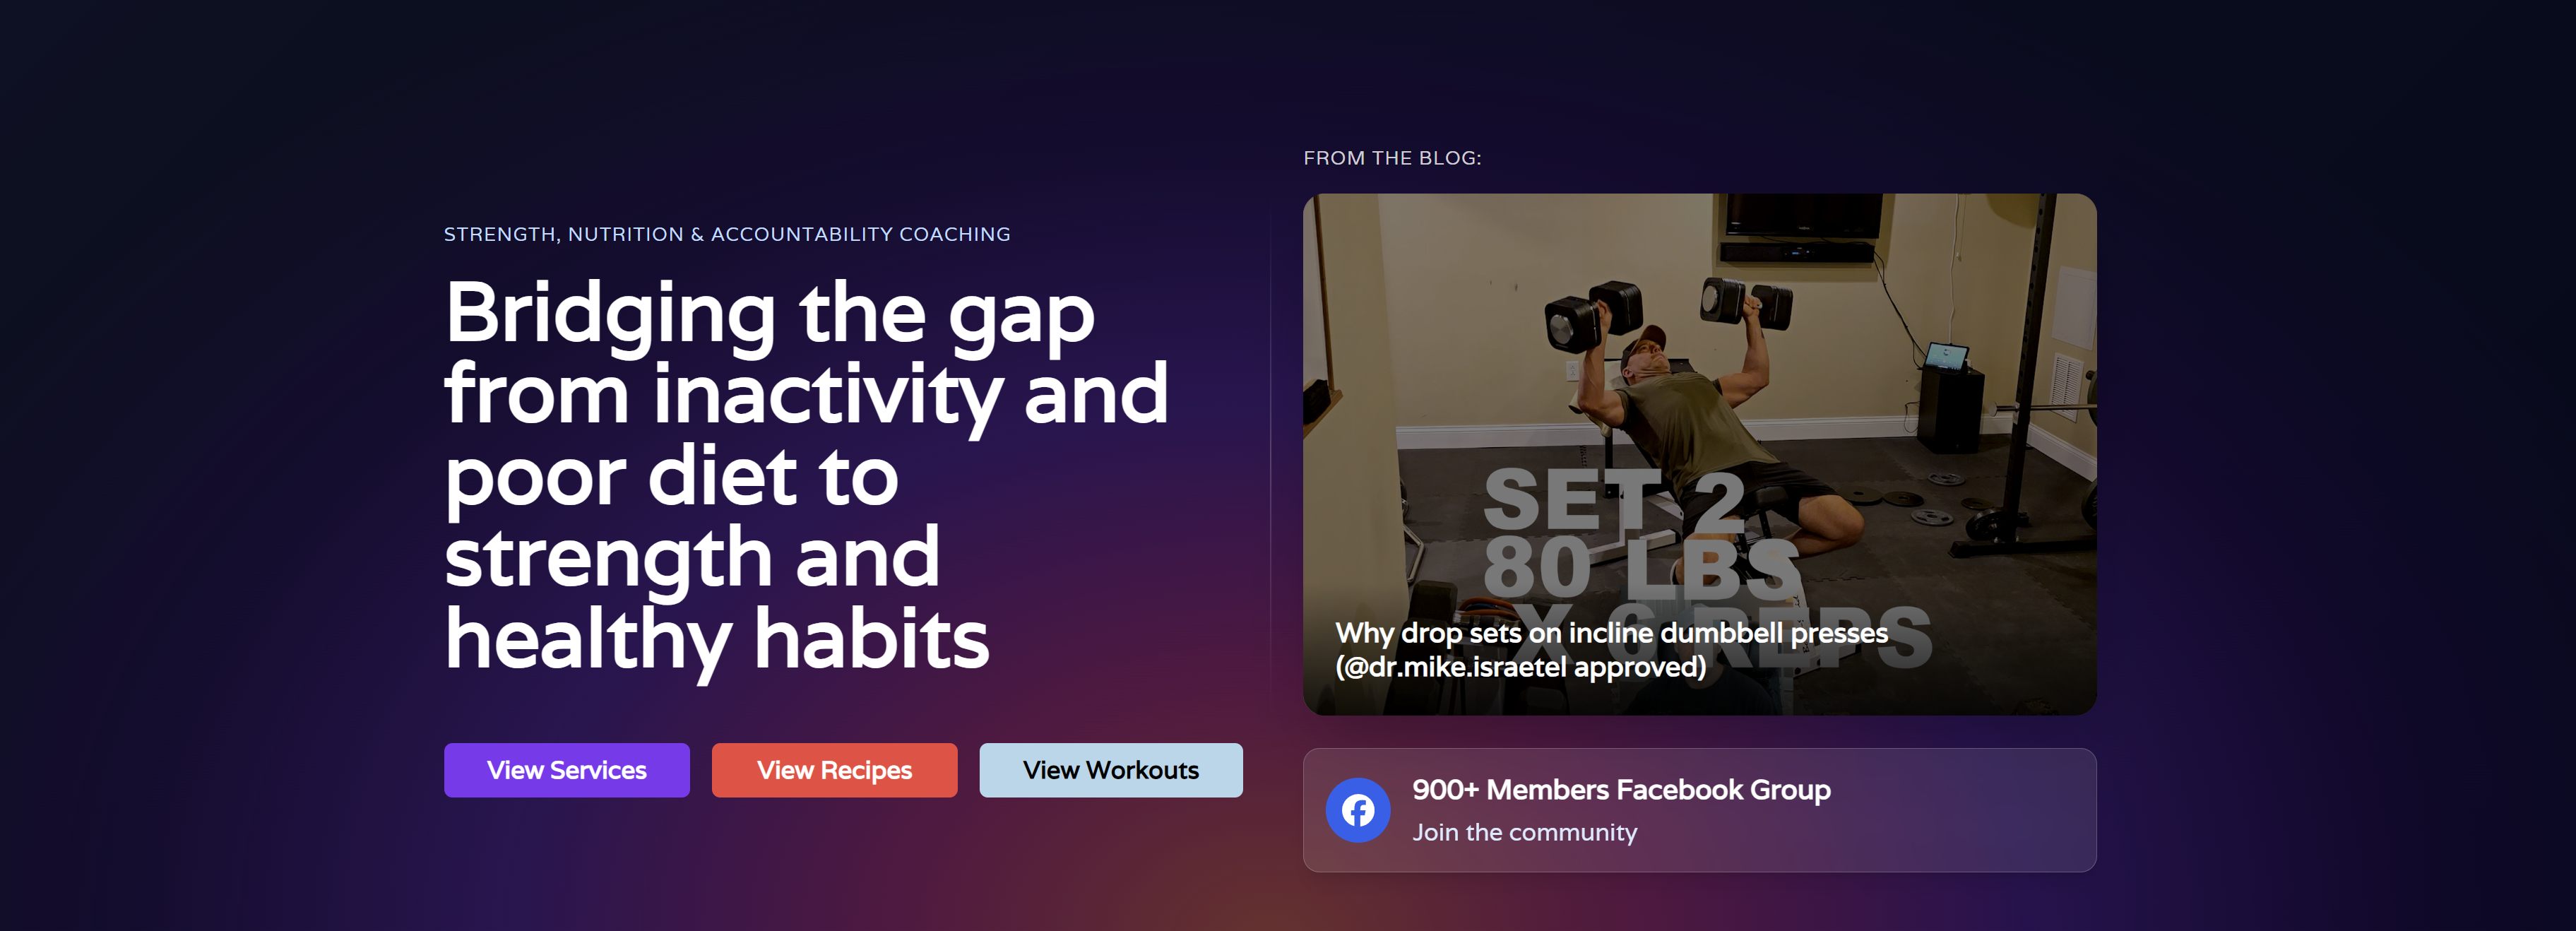 STRENGTH, NUTRITION & ACCOUNTABILITY COACHING
Bridging the gap
from inactivity and
poor diet to
strength and
healthy habits
View Services
View Recipes
View Workouts
FROM THE BLOG:
SET 2
80 LBS
X 6 REPS
Why drop sets on incline dumbbell presses
(@dr.mike.israetel approved)
900+ Members Facebook Group
Join the community